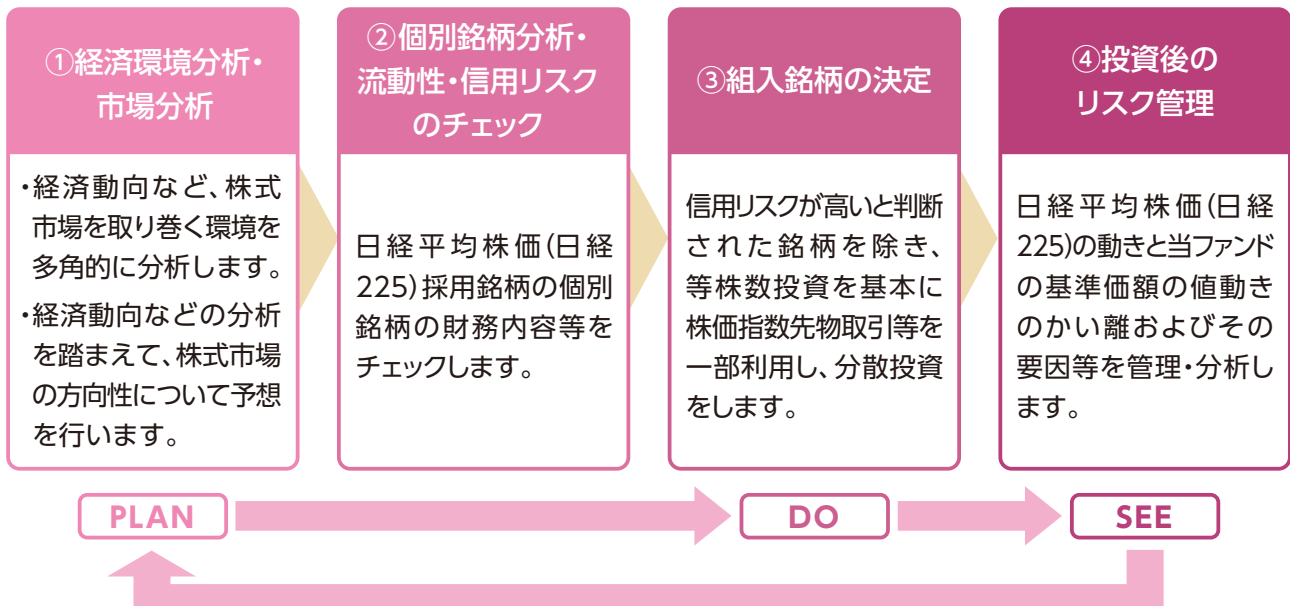 ①経済環境分析・
市場分析
・経済動向など、株式
市場を取り巻く環境を
多角的に分析します。
・経済動向などの分析
を踏まえて、株式市場
の方向性について予想
を行います。
②個別銘柄分析・
流動性・信用リスク
のチェック
日経平均株価(日経
225)採用銘柄の個別
銘柄の財務内容等を
チェックします。
③組入銘柄の決定
信用リスクが高いと判断
された銘柄を除き、
等株数投資を基本に
株価指数先物取引等を
一部利用し、分散投資
をします。
④投資後の
リスク管理
日経平均株価(日経
225)の動きと当ファンド
の基準価額の値動き
のかい離およびその
要因等を管理・分析し
ます。
PLAN
DO
SEE